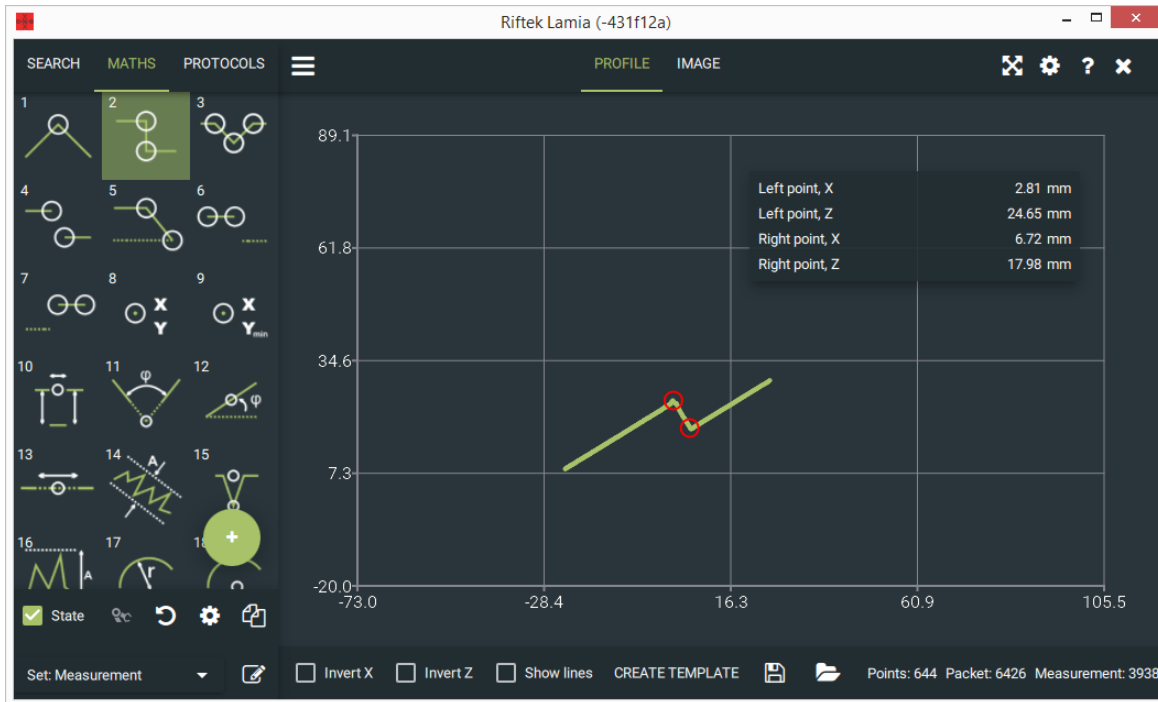 Riftek Lamia (-431f12a)
SEARCH MATHS PROTOCOLS
PROFILE IMAGE
1 2 3
4 5 6
7 8 9
X Y
X Ymin
10 11 12
φ φ
13 14 15
A
16 17 18
A r
+
State
Set: Measurement
89.1
61.8
34.6
7.3
-20.0
-73.0 -28.4 16.3 60.9 105.5
Left point, X 2.81 mm
Left point, Z 24.65 mm
Right point, X 6.72 mm
Right point, Z 17.98 mm
Invert X Invert Z Show lines CREATE TEMPLATE Points: 644 Packet: 6426 Measurement: 3938